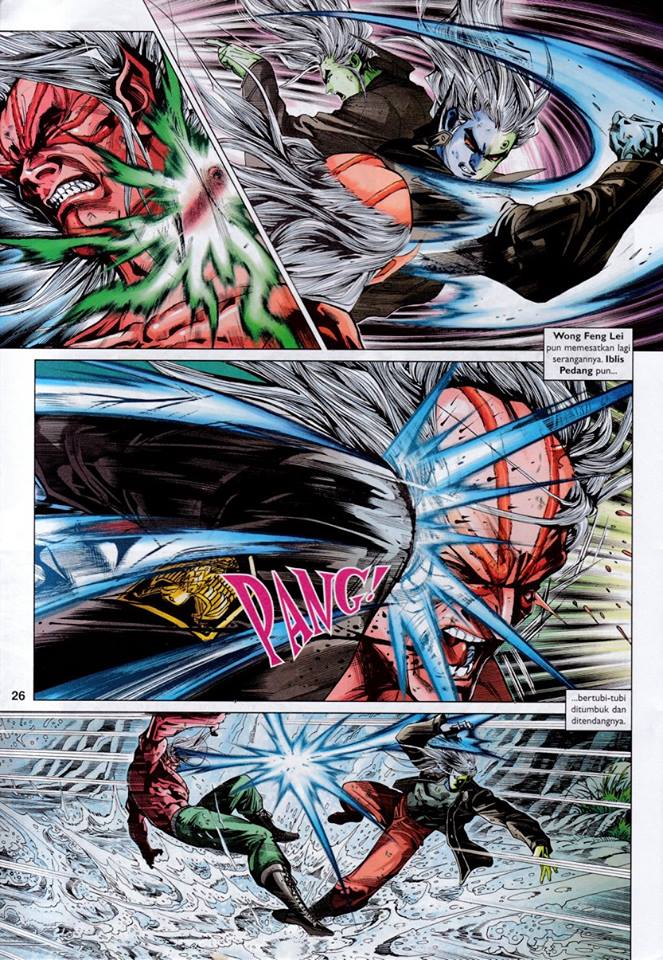 Wong Feng Lei
pun memesatkan lagi
serangannya. Iblis
Pedang pun...
PANG!
26
...bertubi-tubi
ditumbuk dan
ditendangnya.